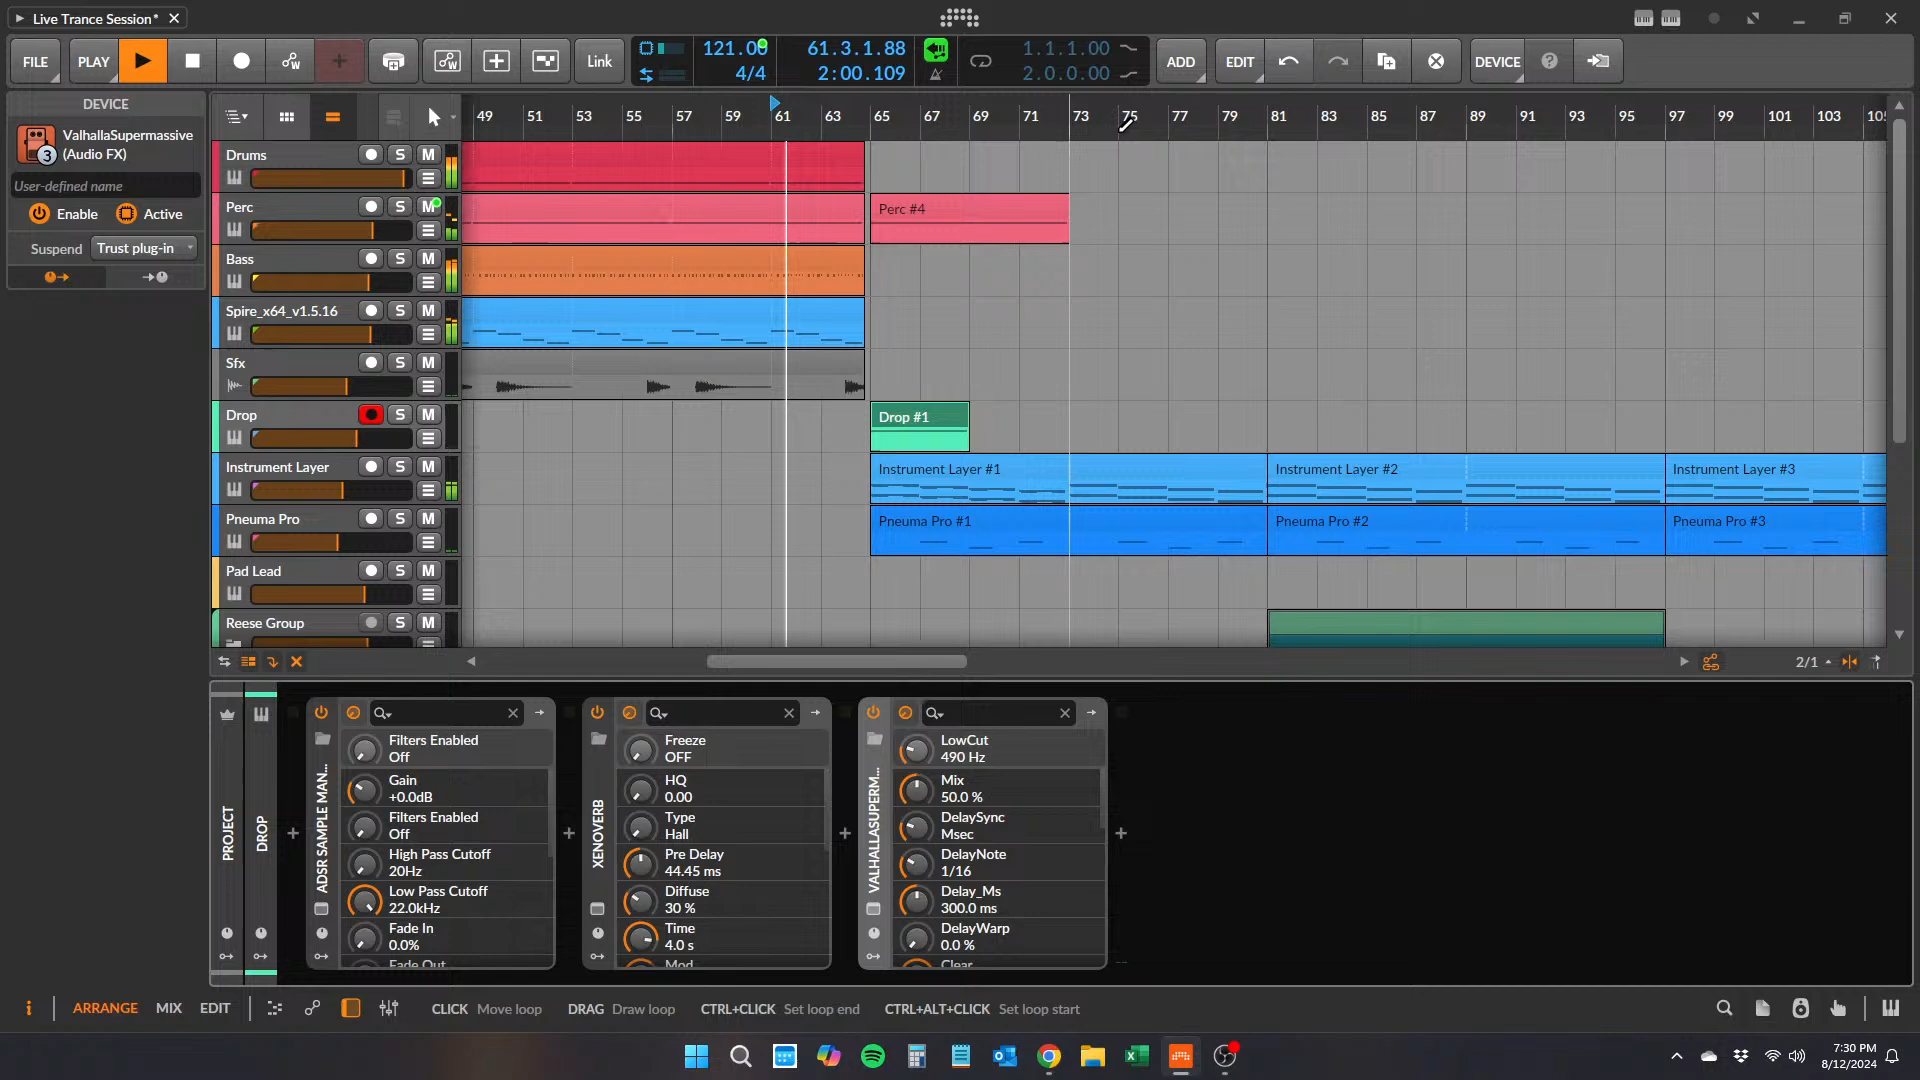 Live Trance Session*
FILE
PLAY
Link
121.00
4/4
61.3.1.88
2:00.109
1.1.1.00
2.0.0.00
ADD
EDIT
DEVICE
?
DEVICE
ValhallaSupermassive
(Audio FX)
3
User-defined name
Enable
Active
Suspend
Trust plug-in
49 51 53 55 57 59 61 63 65 67 69 71 73 75 77 79 81 83 85 87 89 91 93 95 97 99 101 103 105
Drums S M
Perc S M
Perc #4
Bass S M
Spire_x64_v1.5.16 S M
Sfx S M
Drop S M
Drop #1
Instrument Layer S M
Instrument Layer #1
Instrument Layer #2
Instrument Layer #3
Pneuma Pro S M
Pneuma Pro #1
Pneuma Pro #2
Pneuma Pro #3
Pad Lead S M
Reese Group S M
2/1
PROJECT
DROP
ADSR SAMPLE MAN...
Filters Enabled
Off
Gain
+0.0dB
Filters Enabled
Off
High Pass Cutoff
20Hz
Low Pass Cutoff
22.0kHz
Fade In
0.0%
Fade Out
XENOVERB
Freeze
OFF
HQ
0.00
Type
Hall
Pre Delay
44.45 ms
Diffuse
30 %
Time
4.0 s
Mod
VALHALLASUPERM...
LowCut
490 Hz
Mix
50.0 %
DelaySync
Msec
DelayNote
1/16
Delay_Ms
300.0 ms
DelayWarp
0.0 %
Clear
i
ARRANGE
MIX
EDIT
CLICK Move loop
DRAG Draw loop
CTRL+CLICK Set loop end
CTRL+ALT+CLICK Set loop start
7:30 PM
8/12/2024